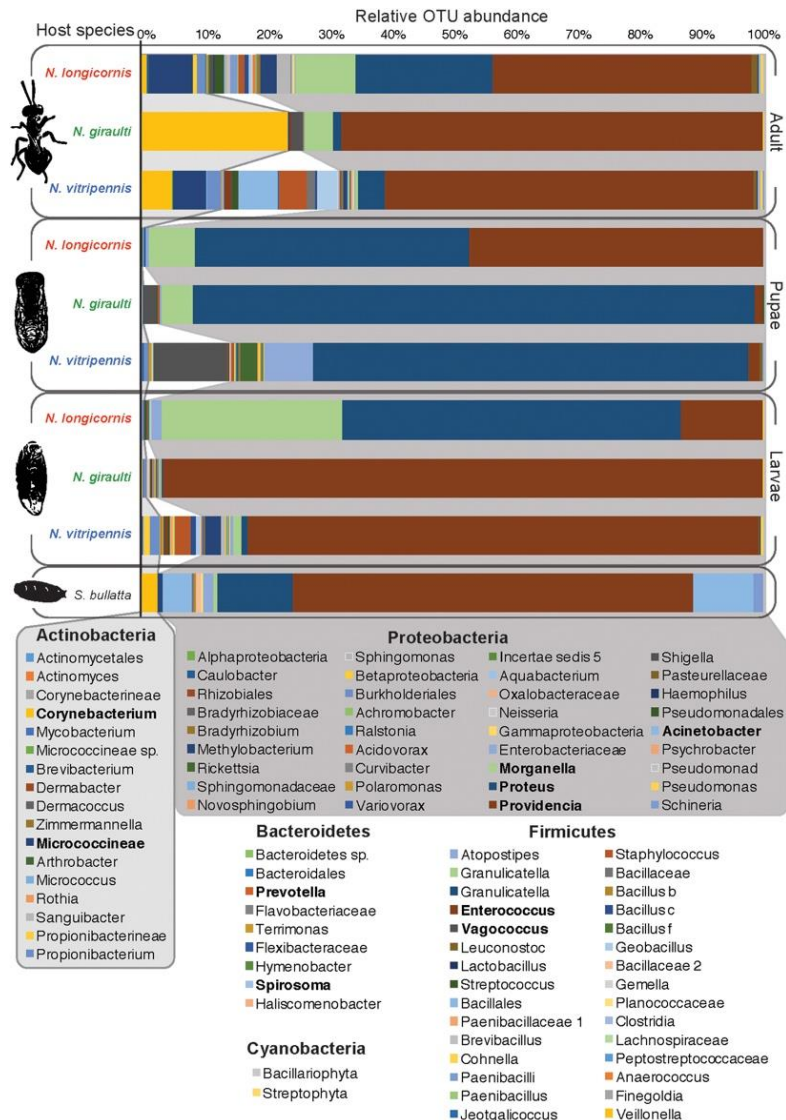 Relative OTU abundance
Host species 0% 10% 20% 30% 40% 50% 60% 70% 80% 90% 100%
N. longicornis
N. giraulti
N. vitripennis
Adult
N. longicornis
N. giraulti
N. vitripennis
Pupae
N. longicornis
N. giraulti
N. vitripennis
Larvae
S. bullatta
Actinobacteria
Actinomycetales
Actinomyces
Corynebacterineae
Corynebacterium
Mycobacterium
Micrococcineae sp.
Brevibacterium
Dermabacter
Dermacoccus
Zimmermannella
Micrococcineae
Arthrobacter
Micrococcus
Rothia
Sanguibacter
Propionibacterineae
Propionibacterium
Proteobacteria
Alphaproteobacteria
Caulobacter
Rhizobiales
Bradyrhizobiaceae
Bradyrhizobium
Methylobacterium
Rickettsia
Sphingomonadaceae
Novosphingobium
Sphingomonas
Betaproteobacteria
Burkholderiales
Achromobacter
Ralstonia
Acidovorax
Curvibacter
Polaromonas
Variovorax
Incertae sedis 5
Aquabacterium
Oxalobacteraceae
Neisseria
Gammaproteobacteria
Enterobacteriaceae
Morganella
Proteus
Providencia
Shigella
Pasteurellaceae
Haemophilus
Pseudomonadales
Acinetobacter
Psychrobacter
Pseudomonad
Pseudomonas
Schineria
Bacteroidetes
Bacteroidetes sp.
Bacteroidales
Prevotella
Flavobacteriaceae
Terrimonas
Flexibacteraceae
Hymenobacter
Spirosoma
Haliscomenobacter
Cyanobacteria
Bacillariophyta
Streptophyta
Firmicutes
Atopostipes
Granulicatella
Granulicatella
Enterococcus
Vagococcus
Leuconostoc
Lactobacillus
Streptococcus
Bacillales
Paenibacillaceae 1
Brevibacillus
Cohnella
Paenibacilli
Paenibacillus
Jeotgalicoccus
Staphylococcus
Bacillaceae
Bacillus b
Bacillus c
Bacillus f
Geobacillus
Bacillaceae 2
Gemella
Planococcaceae
Clostridia
Lachnospiraceae
Peptostreptococcaceae
Anaerococcus
Finegoldia
Veillonella